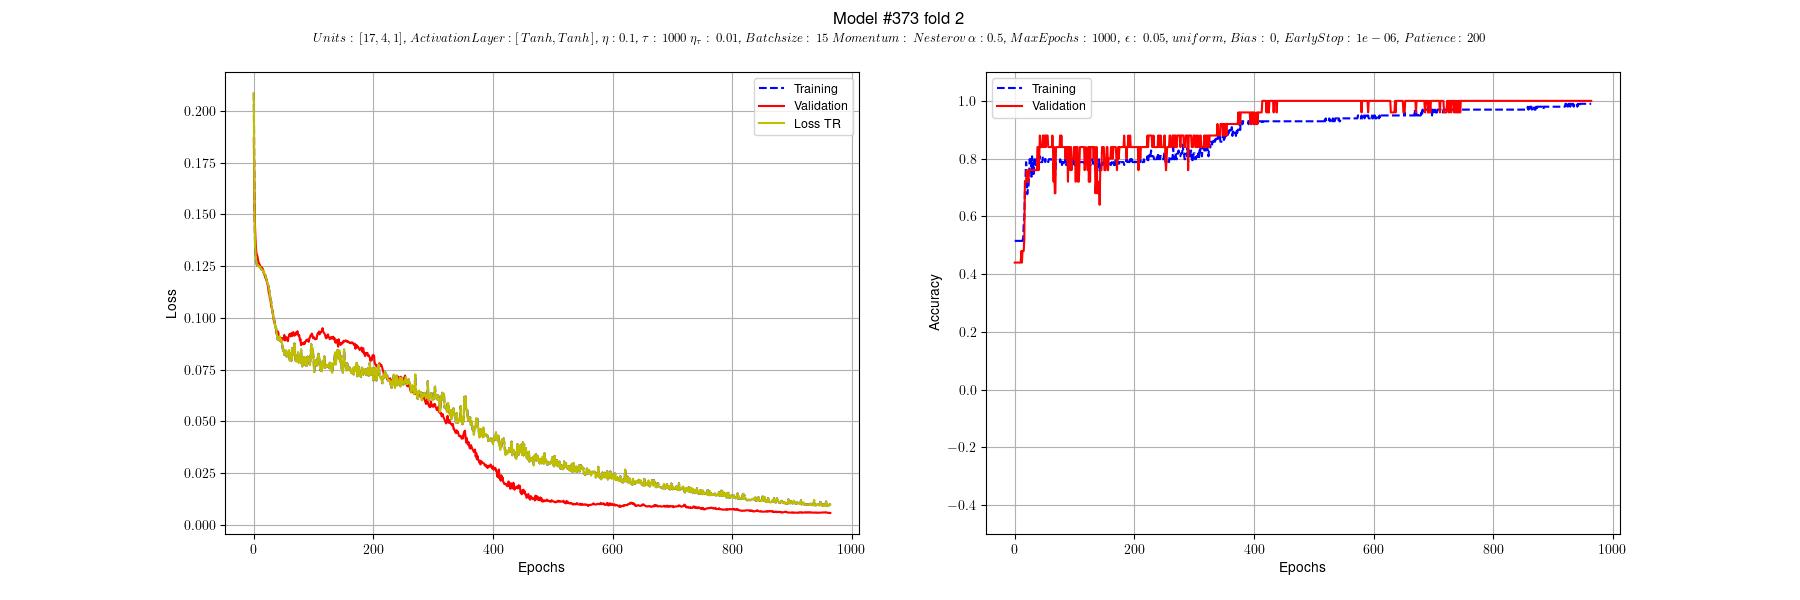 Model #373 fold 2
Units : [17, 4, 1], ActivationLayer : [Tanh, Tanh], η : 0.1, τ : 1000 ητ : 0.01, Batchsize : 15 Momentum : Nesterov α : 0.5, MaxEpochs : 1000, ϵ : 0.05, uniform, Bias : 0, EarlyStop : 1e − 06, Patience : 200
Training
Validation
Loss TR
0.200
0.175
0.150
0.125
0.100
0.075
0.050
0.025
0.000
Loss
0
200
400
600
800
1000
Epochs
Training
Validation
1.0
0.8
0.6
0.4
0.2
0.0
−0.2
−0.4
Accuracy
0
200
400
600
800
1000
Epochs